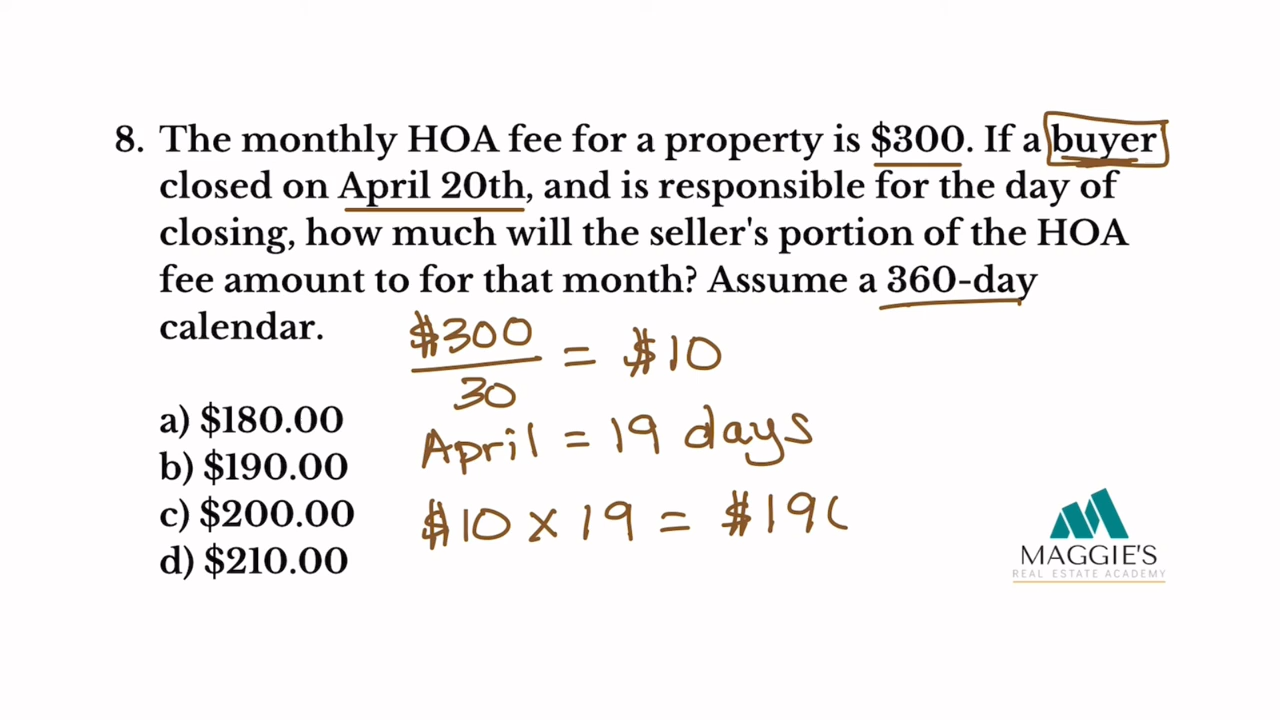 8. The monthly HOA fee for a property is $300. If a buyer
closed on April 20th, and is responsible for the day of
closing, how much will the seller's portion of the HOA
fee amount to for that month? Assume a 360-day
calendar.
$300
30
= $10
a) $180.00
April = 19 days
b) $190.00
c) $200.00
$10 x 19 = $19(
d) $210.00
MAGGIE'S
REAL ESTATE ACADEMY